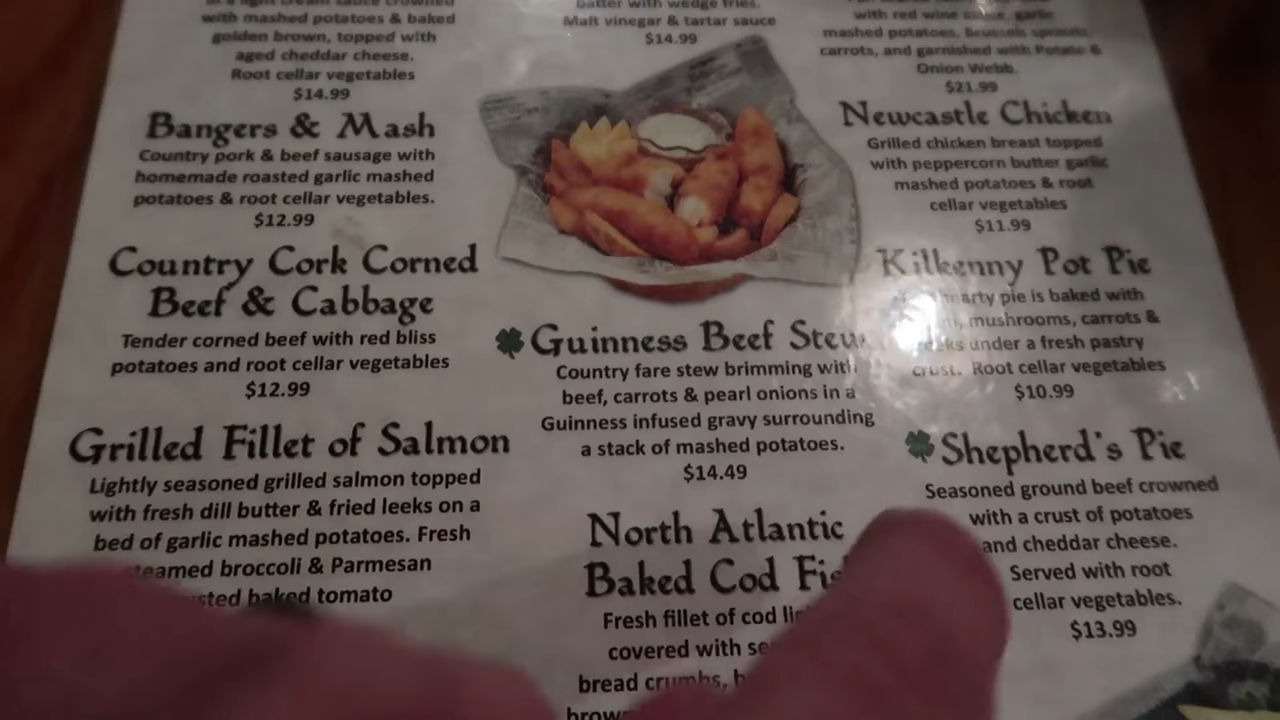 with mashed potatoes & baked
golden brown, topped with
aged cheddar cheese.
Root cellar vegetables
$14.99
Bangers & Mash
Country pork & beef sausage with
homemade roasted garlic mashed
potatoes & root cellar vegetables.
$12.99
Country Cork Corned
Beef & Cabbage
Tender corned beef with red bliss
potatoes and root cellar vegetables
$12.99
Grilled Fillet of Salmon
Lightly seasoned grilled salmon topped
with fresh dill butter & fried leeks on a
bed of garlic mashed potatoes. Fresh
broccoli & Parmesan
baked tomato
batter with wedge fries.
Malt vinegar & tartar sauce
$14.99
Guinness Beef Stew
Country fare stew brimming with
beef, carrots & pearl onions in a
Guinness infused gravy surrounding
a stack of mashed potatoes.
$14.49
North Atlantic
Baked Cod
Fresh fillet of cod
covered with
bread crumbs,
with red wine garlic
mashed potatoes, Brussels sprouts,
carrots, and garnished with Potato &
Onion Webb.
$21.99
Newcastle Chicken
Grilled chicken breast topped
with peppercorn butter garlic
mashed potatoes & root
cellar vegetables
$11.99
Kilkenny Pot Pie
pie is baked with
mushrooms, carrots &
under a fresh pastry
crust. Root cellar vegetables
$10.99
Shepherd's Pie
Seasoned ground beef crowned
with a crust of potatoes
and cheddar cheese.
Served with root
cellar vegetables.
$13.99